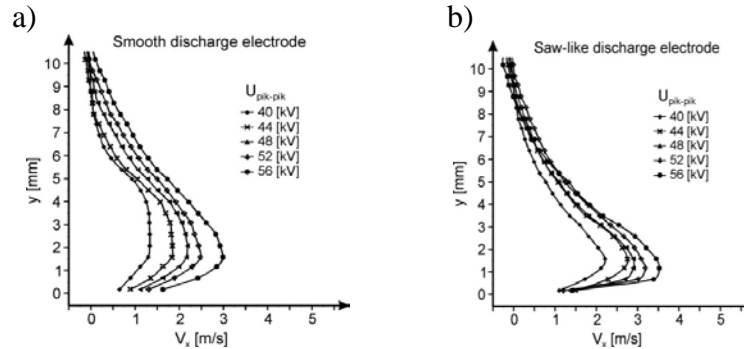 a)
Smooth discharge electrode
10
9
8
7
6
5
4
3
2
1
0
y [mm]
U pik-pik
40 [kV]
44 [kV]
48 [kV]
52 [kV]
56 [kV]
0 1 2 3 4 5
Vx [m/s]
b)
Saw-like discharge electrode
10
9
8
7
6
5
4
3
2
1
0
y [mm]
U pik-pik
40 [kV]
44 [kV]
48 [kV]
52 [kV]
56 [kV]
0 1 2 3 4 5
Vx [m/s]